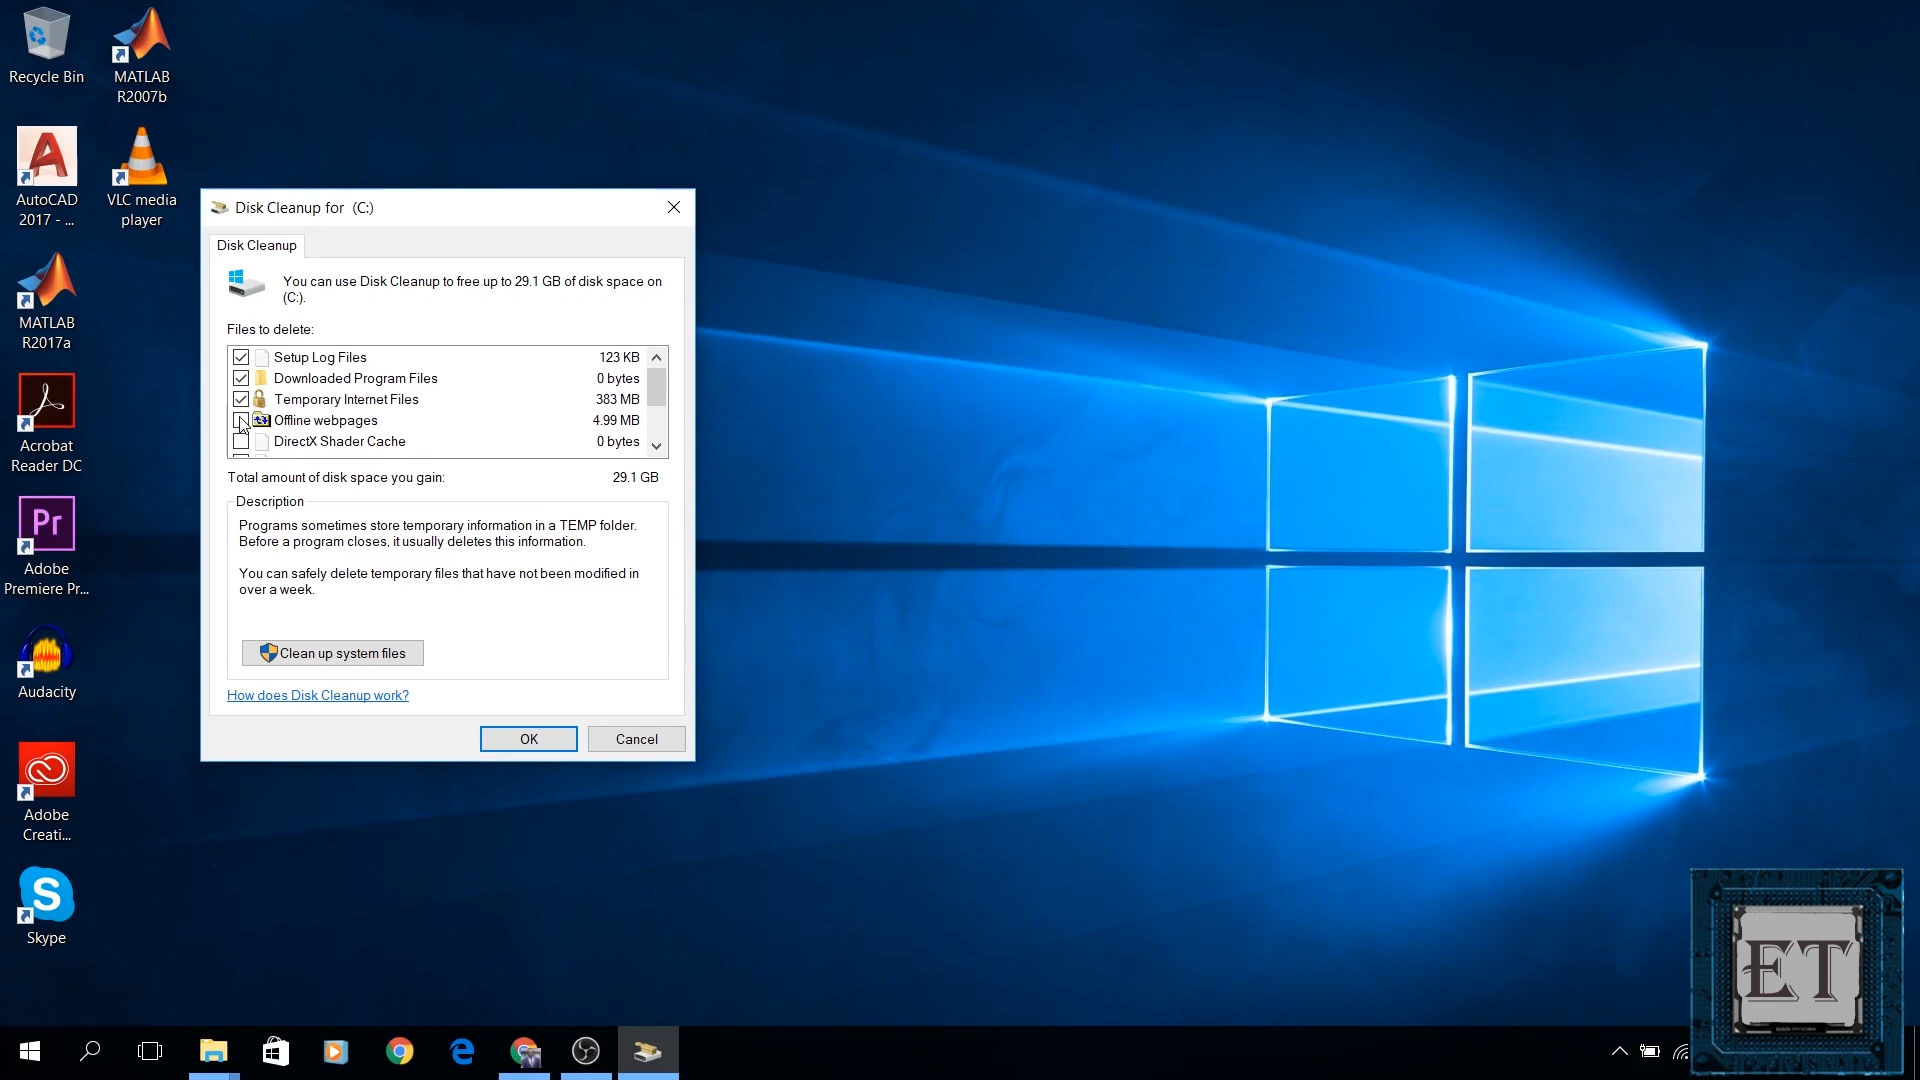 Recycle Bin
MATLAB
R2007b
AutoCAD
2017 - ...
VLC media
player
MATLAB
R2017a
Acrobat
Reader DC
Pr
Adobe
Premiere Pr...
Audacity
Adobe
Creati...
S
Skype
Disk Cleanup for (C:)
Disk Cleanup
You can use Disk Cleanup to free up to 29.1 GB of disk space on
(C:).
Files to delete:
Setup Log Files 123 KB
Downloaded Program Files 0 bytes
Temporary Internet Files 383 MB
Offline webpages 4.99 MB
DirectX Shader Cache 0 bytes
Total amount of disk space you gain: 29.1 GB
Description
Programs sometimes store temporary information in a TEMP folder.
Before a program closes, it usually deletes this information.
You can safely delete temporary files that have not been modified in
over a week.
Clean up system files
How does Disk Cleanup work?
OK
Cancel
ET